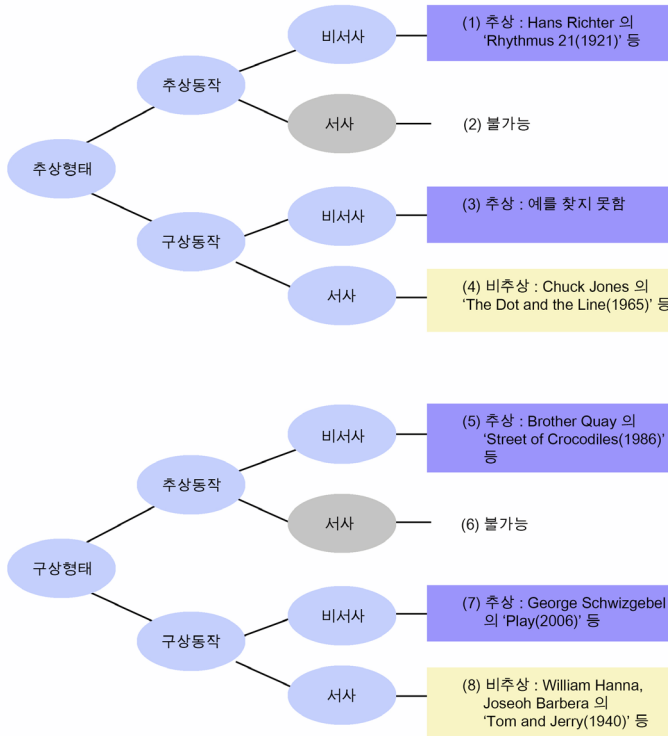 비서사
(1) 추상 : Hans Richter 의
‘Rhythmus 21(1921)’ 등
추상동작
서사
(2) 불가능
추상형태
비서사
(3) 추상 : 예를 찾지 못함
구상동작
서사
(4) 비추상 : Chuck Jones 의
‘The Dot and the Line(1965)’ 등
비서사
(5) 추상 : Brother Quay 의
‘Street of Crocodiles(1986)’
등
추상동작
서사
(6) 불가능
구상형태
비서사
(7) 추상 : George Schwizgebel
의 ‘Play(2006)’ 등
구상동작
서사
(8) 비추상 : William Hanna,
Joseoh Barbera 의
‘Tom and Jerry(1940)’ 등